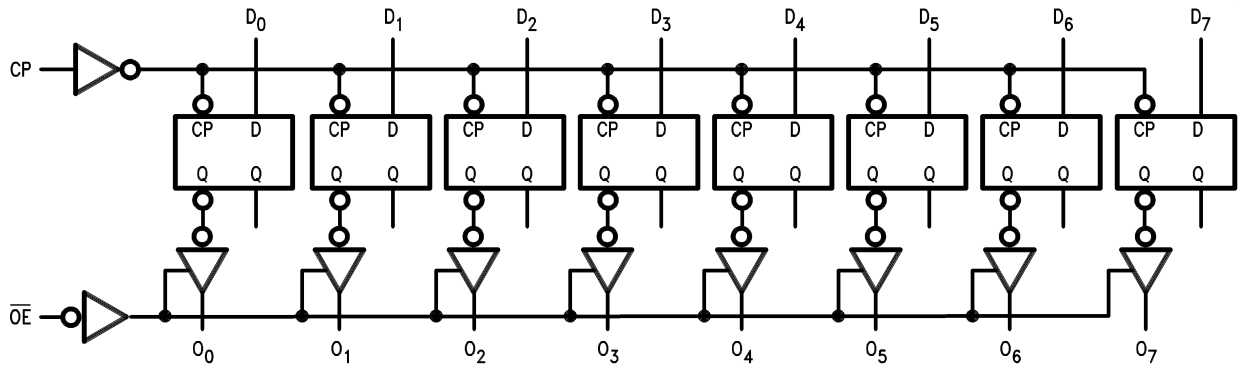 D0 D1 D2 D3 D4 D5 D6 D7
CP
CP D CP D CP D CP D CP D CP D CP D CP D
Q Q Q Q Q Q Q Q Q Q Q Q Q Q Q Q
O̅E̅
O0 O1 O2 O3 O4 O5 O6 O7